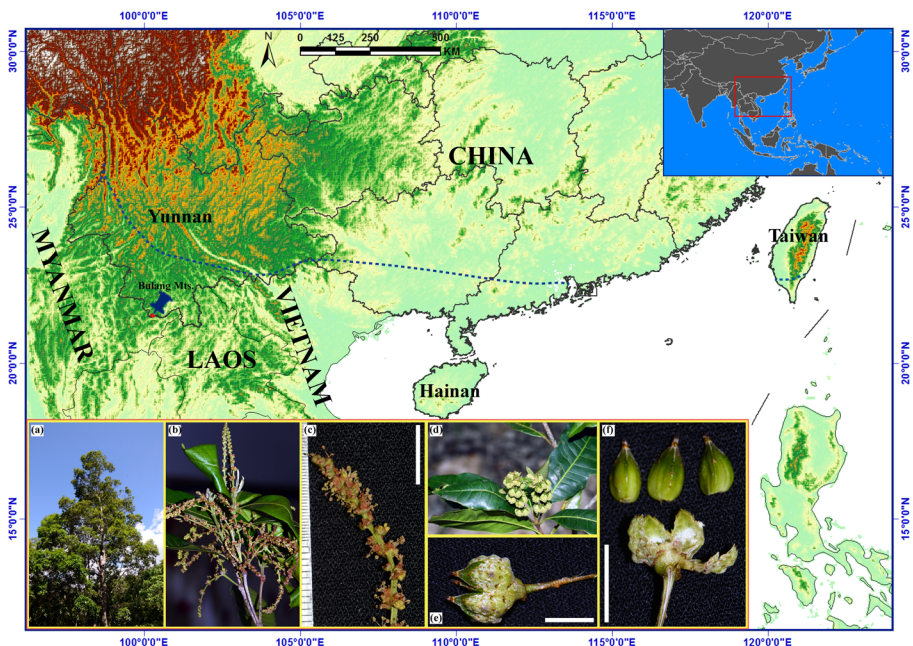 100°0'0"E 105°0'0"E 110°0'0"E 115°0'0"E 120°0'0"E
N
0 425 250 500
KM
30°0'0"N
30°0'0"N
CHINA
25°0'0"N
25°0'0"N
Yunnan
Taiwan
MYANMAR
Bulang Mts.
VIETNAM
LAOS
20°0'0"N
20°0'0"N
Hainan
(a) (b) (c) (d) (f)
15°0'0"N
15°0'0"N
(e)
100°0'0"E 105°0'0"E 110°0'0"E 115°0'0"E 120°0'0"E